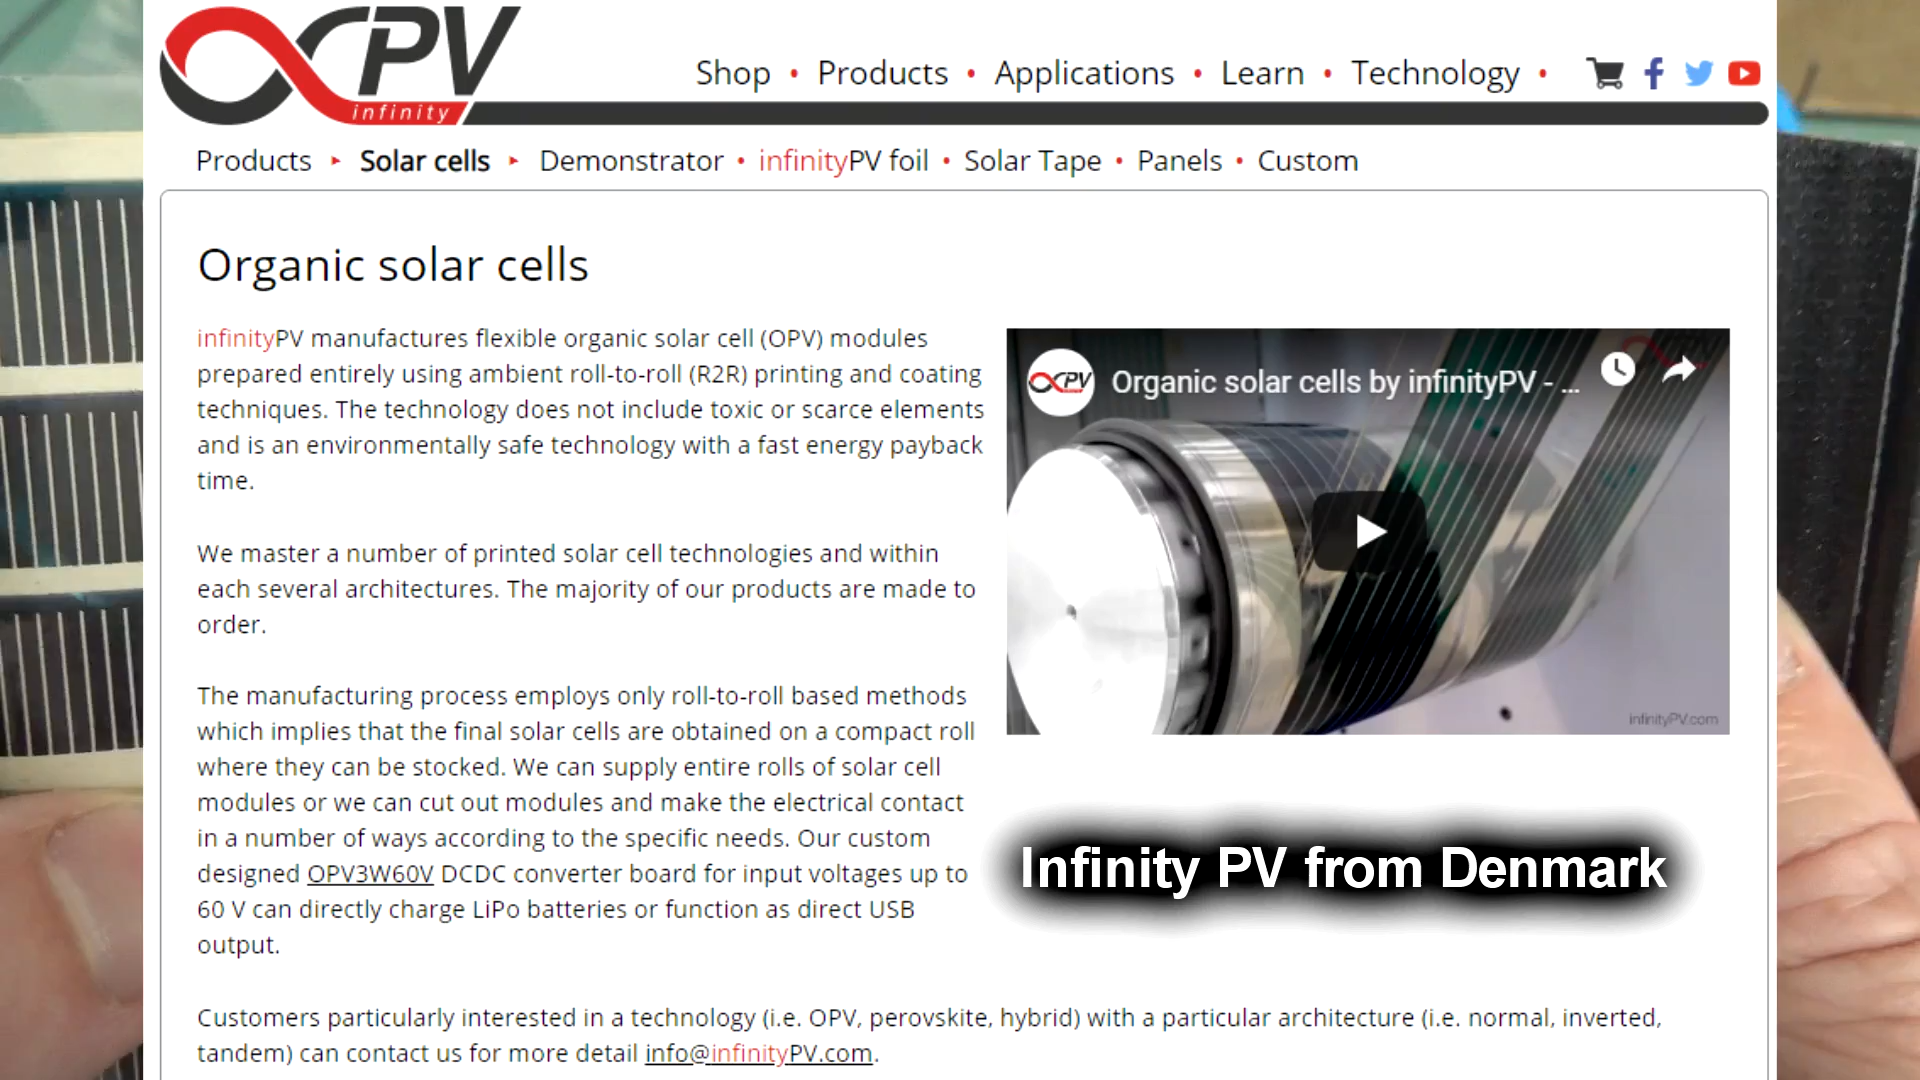 PV
infinity
Shop • Products • Applications • Learn • Technology •
Products ▸ Solar cells ▸ Demonstrator • infinityPV foil • Solar Tape • Panels • Custom
Organic solar cells
infinityPV manufactures flexible organic solar cell (OPV) modules
prepared entirely using ambient roll-to-roll (R2R) printing and coating
techniques. The technology does not include toxic or scarce elements
and is an environmentally safe technology with a fast energy payback
time.
We master a number of printed solar cell technologies and within
each several architectures. The majority of our products are made to
order.
The manufacturing process employs only roll-to-roll based methods
which implies that the final solar cells are obtained on a compact roll
where they can be stocked. We can supply entire rolls of solar cell
modules or we can cut out modules and make the electrical contact
in a number of ways according to the specific needs. Our custom
designed OPV3W60V DCDC converter board for input voltages up to
60 V can directly charge LiPo batteries or function as direct USB
output.
PV
Organic solar cells by infinityPV - ...
infinityPV.com
Infinity PV from Denmark
Customers particularly interested in a technology (i.e. OPV, perovskite, hybrid) with a particular architecture (i.e. normal, inverted,
tandem) can contact us for more detail info@infinityPV.com.